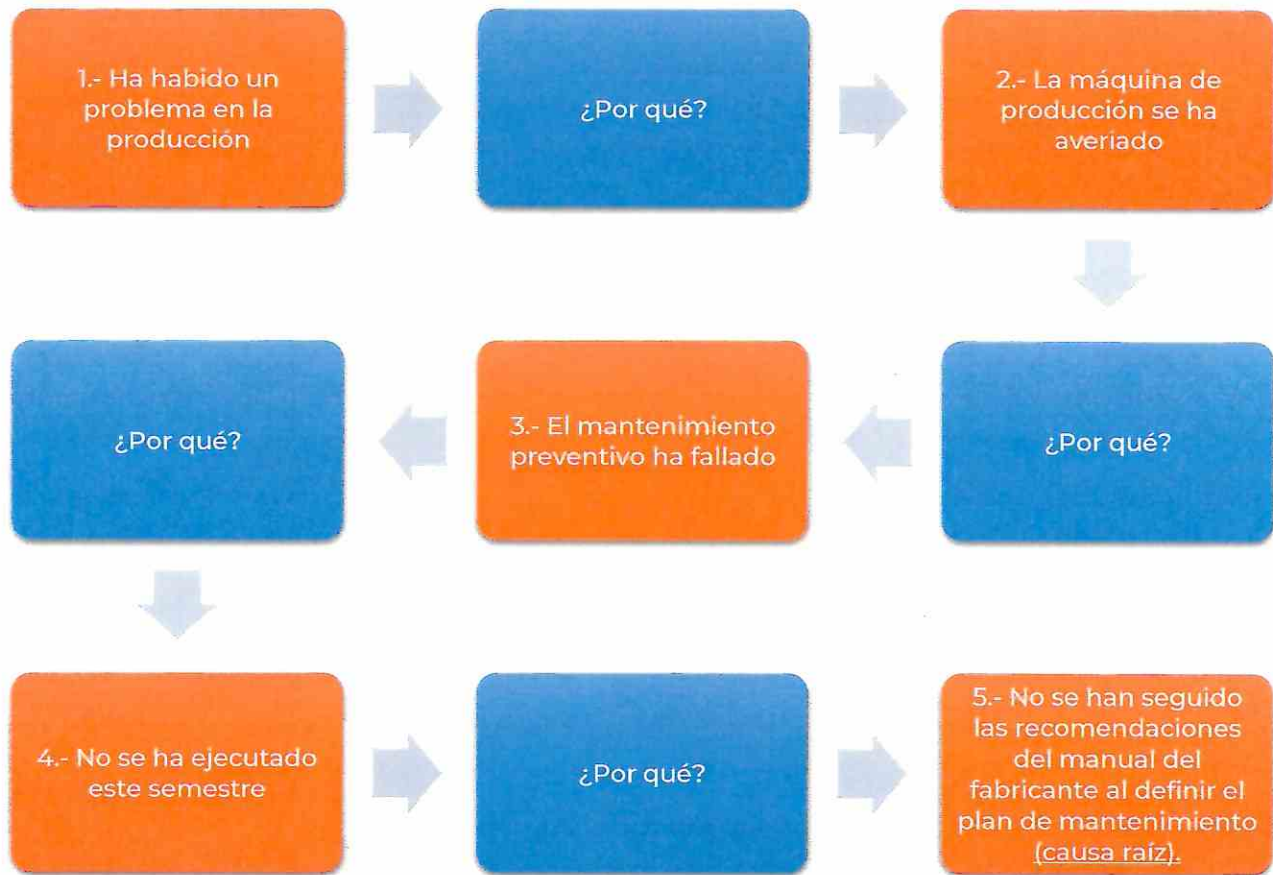 1.- Ha habido un
problema en la
producción
¿Por qué?
2.- La máquina de
producción se ha
averiado
¿Por qué?
3.- El mantenimiento
preventivo ha fallado
¿Por qué?
4.- No se ha ejecutado
este semestre
¿Por qué?
5.- No se han seguido
las recomendaciones
del manual del
fabricante al definir el
plan de mantenimiento
(causa raíz).